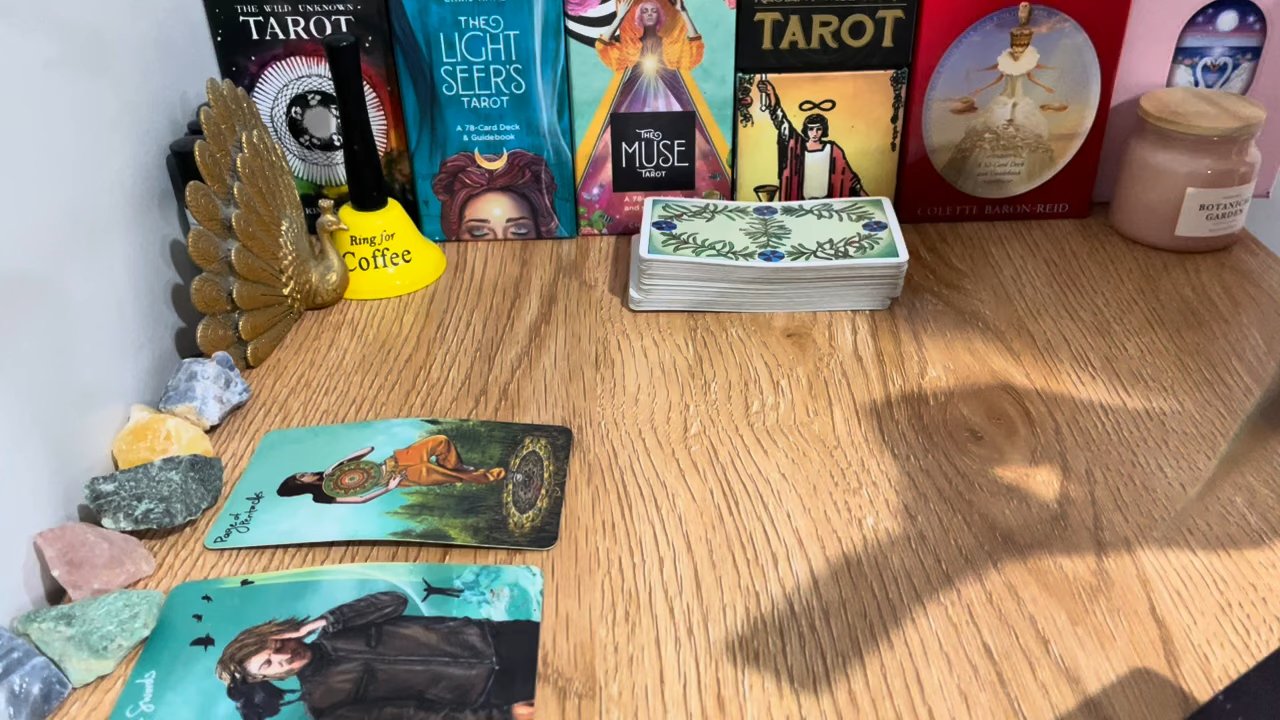 THE WILD UNKNOWN
TAROT
THE
LIGHT
SEER'S
TAROT
A 78-Card Deck
& Guidebook
THE
MUSE
TAROT
TAROT
COLETTE BARON-REID
BOTANIC
GARDEN
Ring for
Coffee
Page of
Pentacles